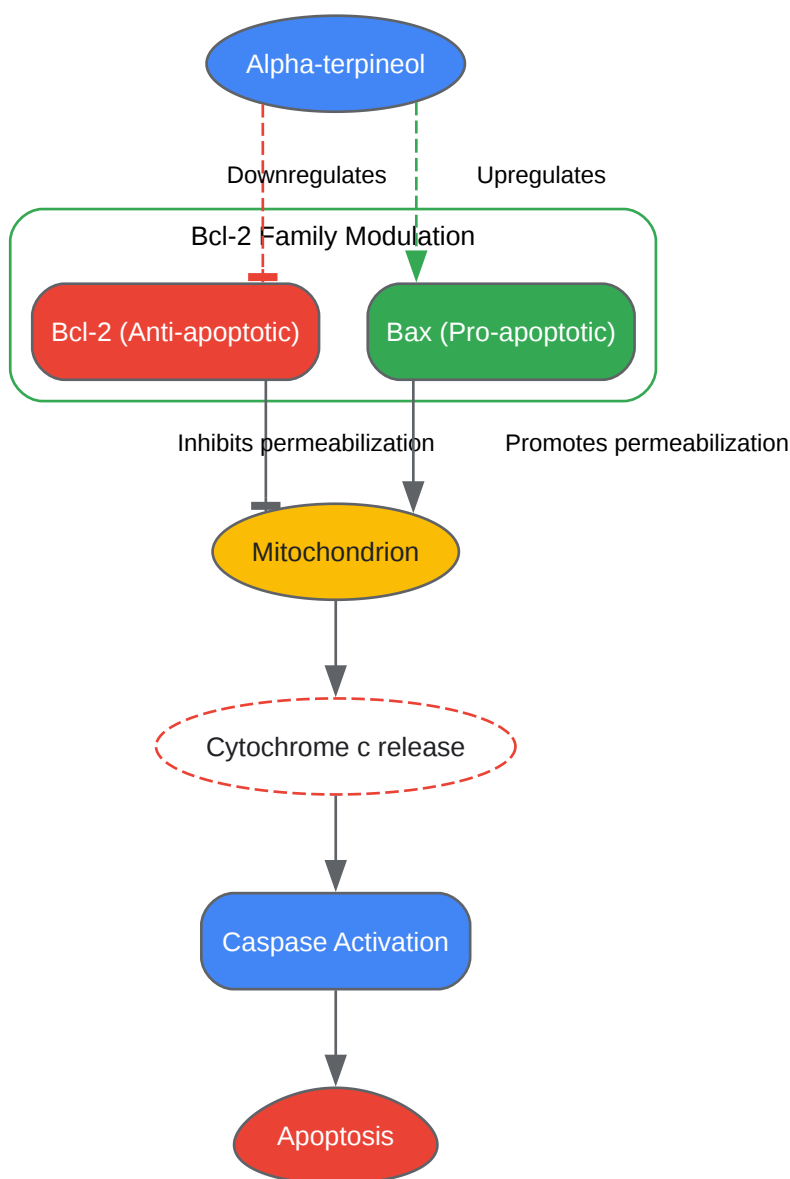 Alpha-terpineol
Downregulates
Upregulates
Bcl-2 Family Modulation
Bcl-2 (Anti-apoptotic)
Bax (Pro-apoptotic)
Inhibits permeabilization
Promotes permeabilization
Mitochondrion
Cytochrome c release
Caspase Activation
Apoptosis